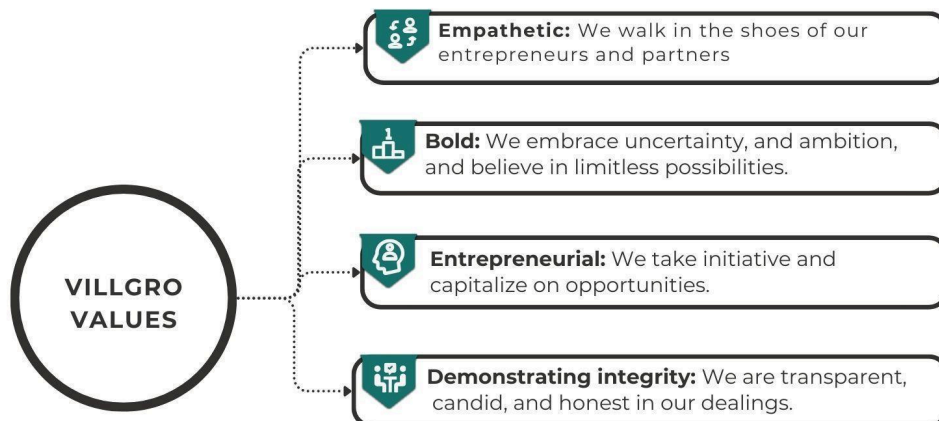 Empathetic: We walk in the shoes of our
entrepreneurs and partners
1
Bold: We embrace uncertainty, and ambition,
and believe in limitless possibilities.
VILLGRO
VALUES
Entrepreneurial: We take initiative and
capitalize on opportunities.
Demonstrating integrity: We are transparent,
candid, and honest in our dealings.